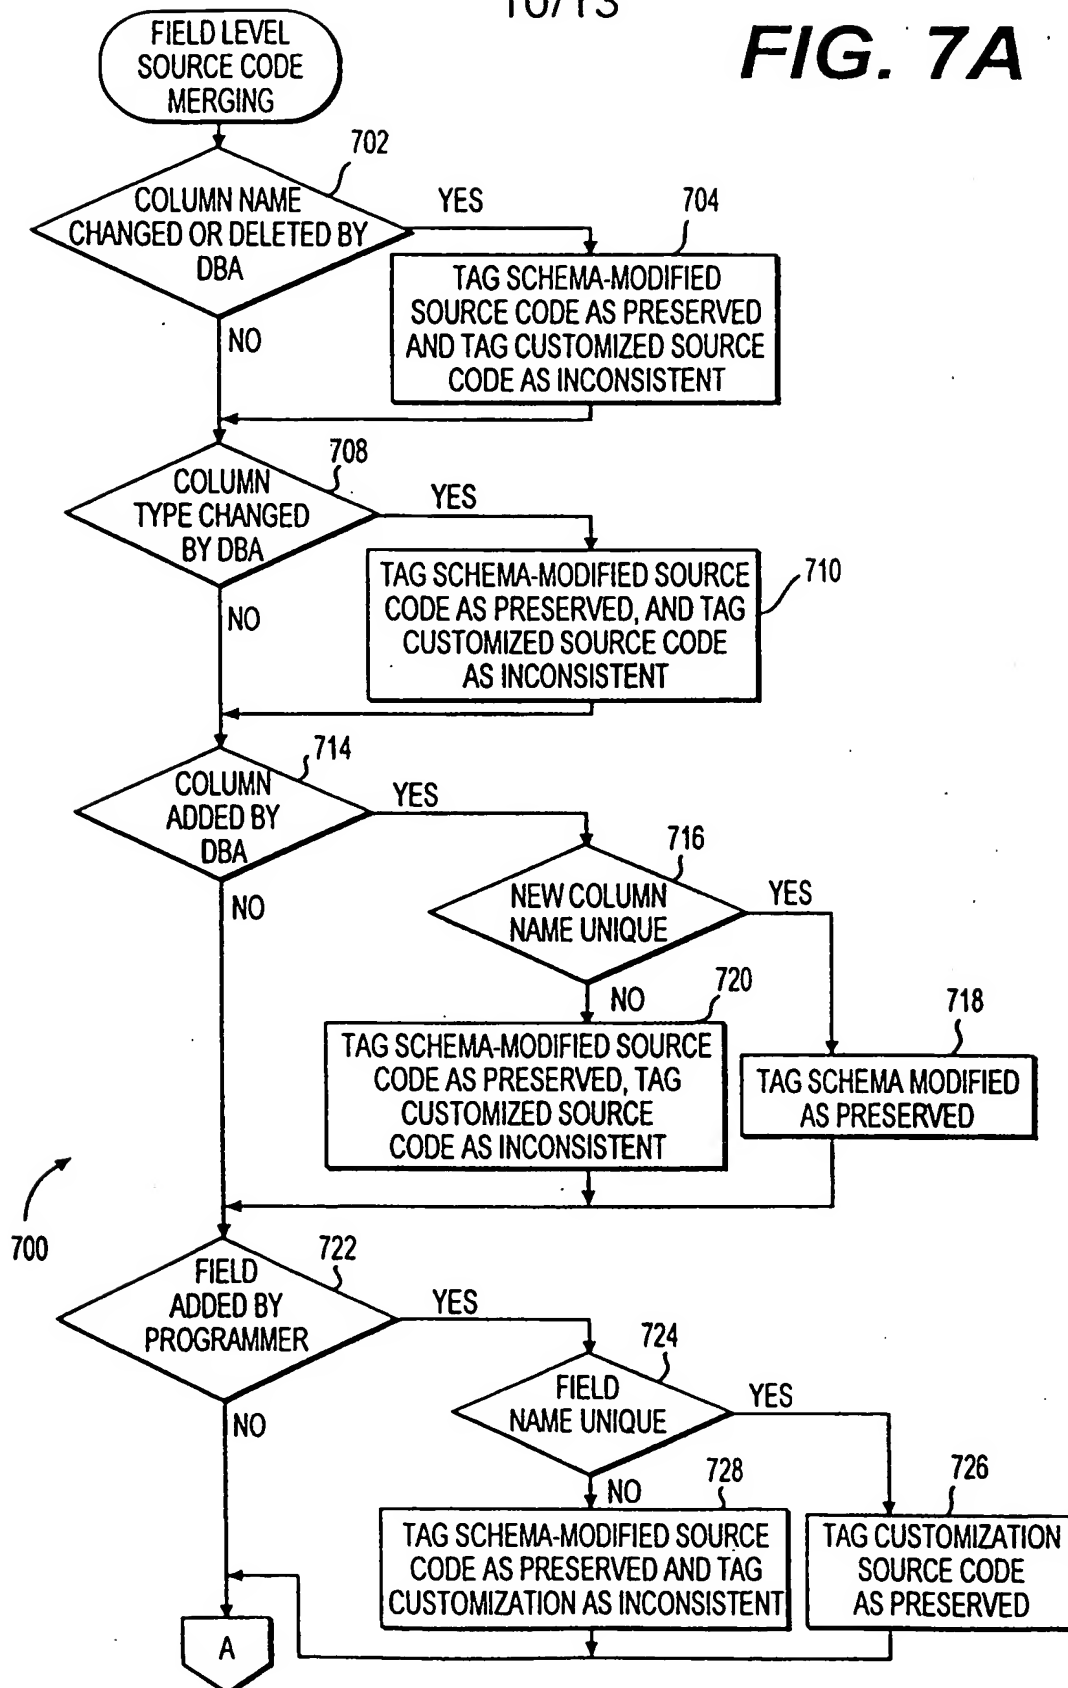 10/13
FIG. 7A
FIELD LEVEL
SOURCE CODE
MERGING
702
COLUMN NAME
CHANGED OR DELETED BY
DBA
YES
704
TAG SCHEMA-MODIFIED
SOURCE CODE AS PRESERVED
AND TAG CUSTOMIZED SOURCE
CODE AS INCONSISTENT
NO
708
COLUMN
TYPE CHANGED
BY DBA
YES
710
TAG SCHEMA-MODIFIED SOURCE
CODE AS PRESERVED, AND TAG
CUSTOMIZED SOURCE CODE
AS INCONSISTENT
NO
714
COLUMN
ADDED BY
DBA
YES
716
NEW COLUMN
NAME UNIQUE
YES
NO
NO
720
718
TAG SCHEMA-MODIFIED SOURCE
CODE AS PRESERVED, TAG
CUSTOMIZED SOURCE
CODE AS INCONSISTENT
TAG SCHEMA MODIFIED
AS PRESERVED
700
722
FIELD
ADDED BY
PROGRAMMER
YES
724
FIELD
NAME UNIQUE
YES
NO
NO
728
726
TAG SCHEMA-MODIFIED SOURCE
CODE AS PRESERVED AND TAG
CUSTOMIZATION AS INCONSISTENT
TAG CUSTOMIZATION
SOURCE CODE
AS PRESERVED
A